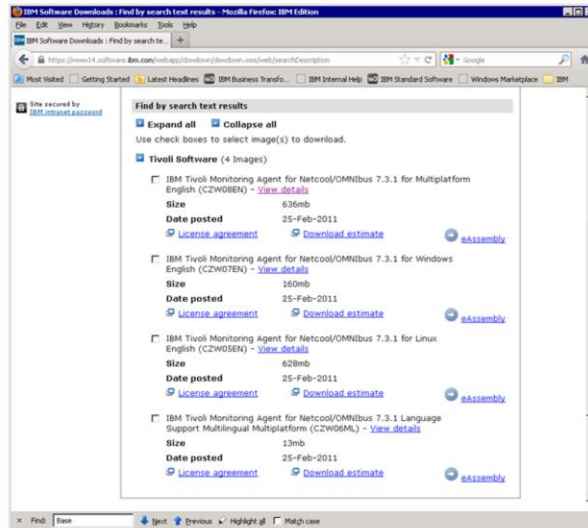 IBM Software Downloads : Find by search text results - Mozilla Firefox: IBM Edition
File Edit View History Bookmarks Tools Help
IBM Software Downloads : Find by search te... +
https://www14.software.ibm.com/webapp/dswdown/dswdown.wss/web/searchDescription Google
Most Visited Getting Started Latest Headlines IBM Business Transfo... IBM Internal Help IBM Standard Software Windows Marketplace IBM
Site secured by
IBM intranet password
Find by search text results
Expand all Collapse all
Use check boxes to select image(s) to download.
Tivoli Software (4 Images)
IBM Tivoli Monitoring Agent for Netcool/OMNIbus 7.3.1 for Multiplatform
English (CZW08EN) - View details
Size 636mb
Date posted 25-Feb-2011
License agreement Download estimate eAssembly
IBM Tivoli Monitoring Agent for Netcool/OMNIbus 7.3.1 for Windows
English (CZW07EN) - View details
Size 160mb
Date posted 25-Feb-2011
License agreement Download estimate eAssembly
IBM Tivoli Monitoring Agent for Netcool/OMNIbus 7.3.1 for Linux
English (CZW05EN) - View details
Size 628mb
Date posted 25-Feb-2011
License agreement Download estimate eAssembly
IBM Tivoli Monitoring Agent for Netcool/OMNIbus 7.3.1 Language
Support Multilingual Multiplatform (CZW06ML) - View details
Size 13mb
Date posted 25-Feb-2011
License agreement Download estimate eAssembly
Find: Base Next Previous Highlight all Match case